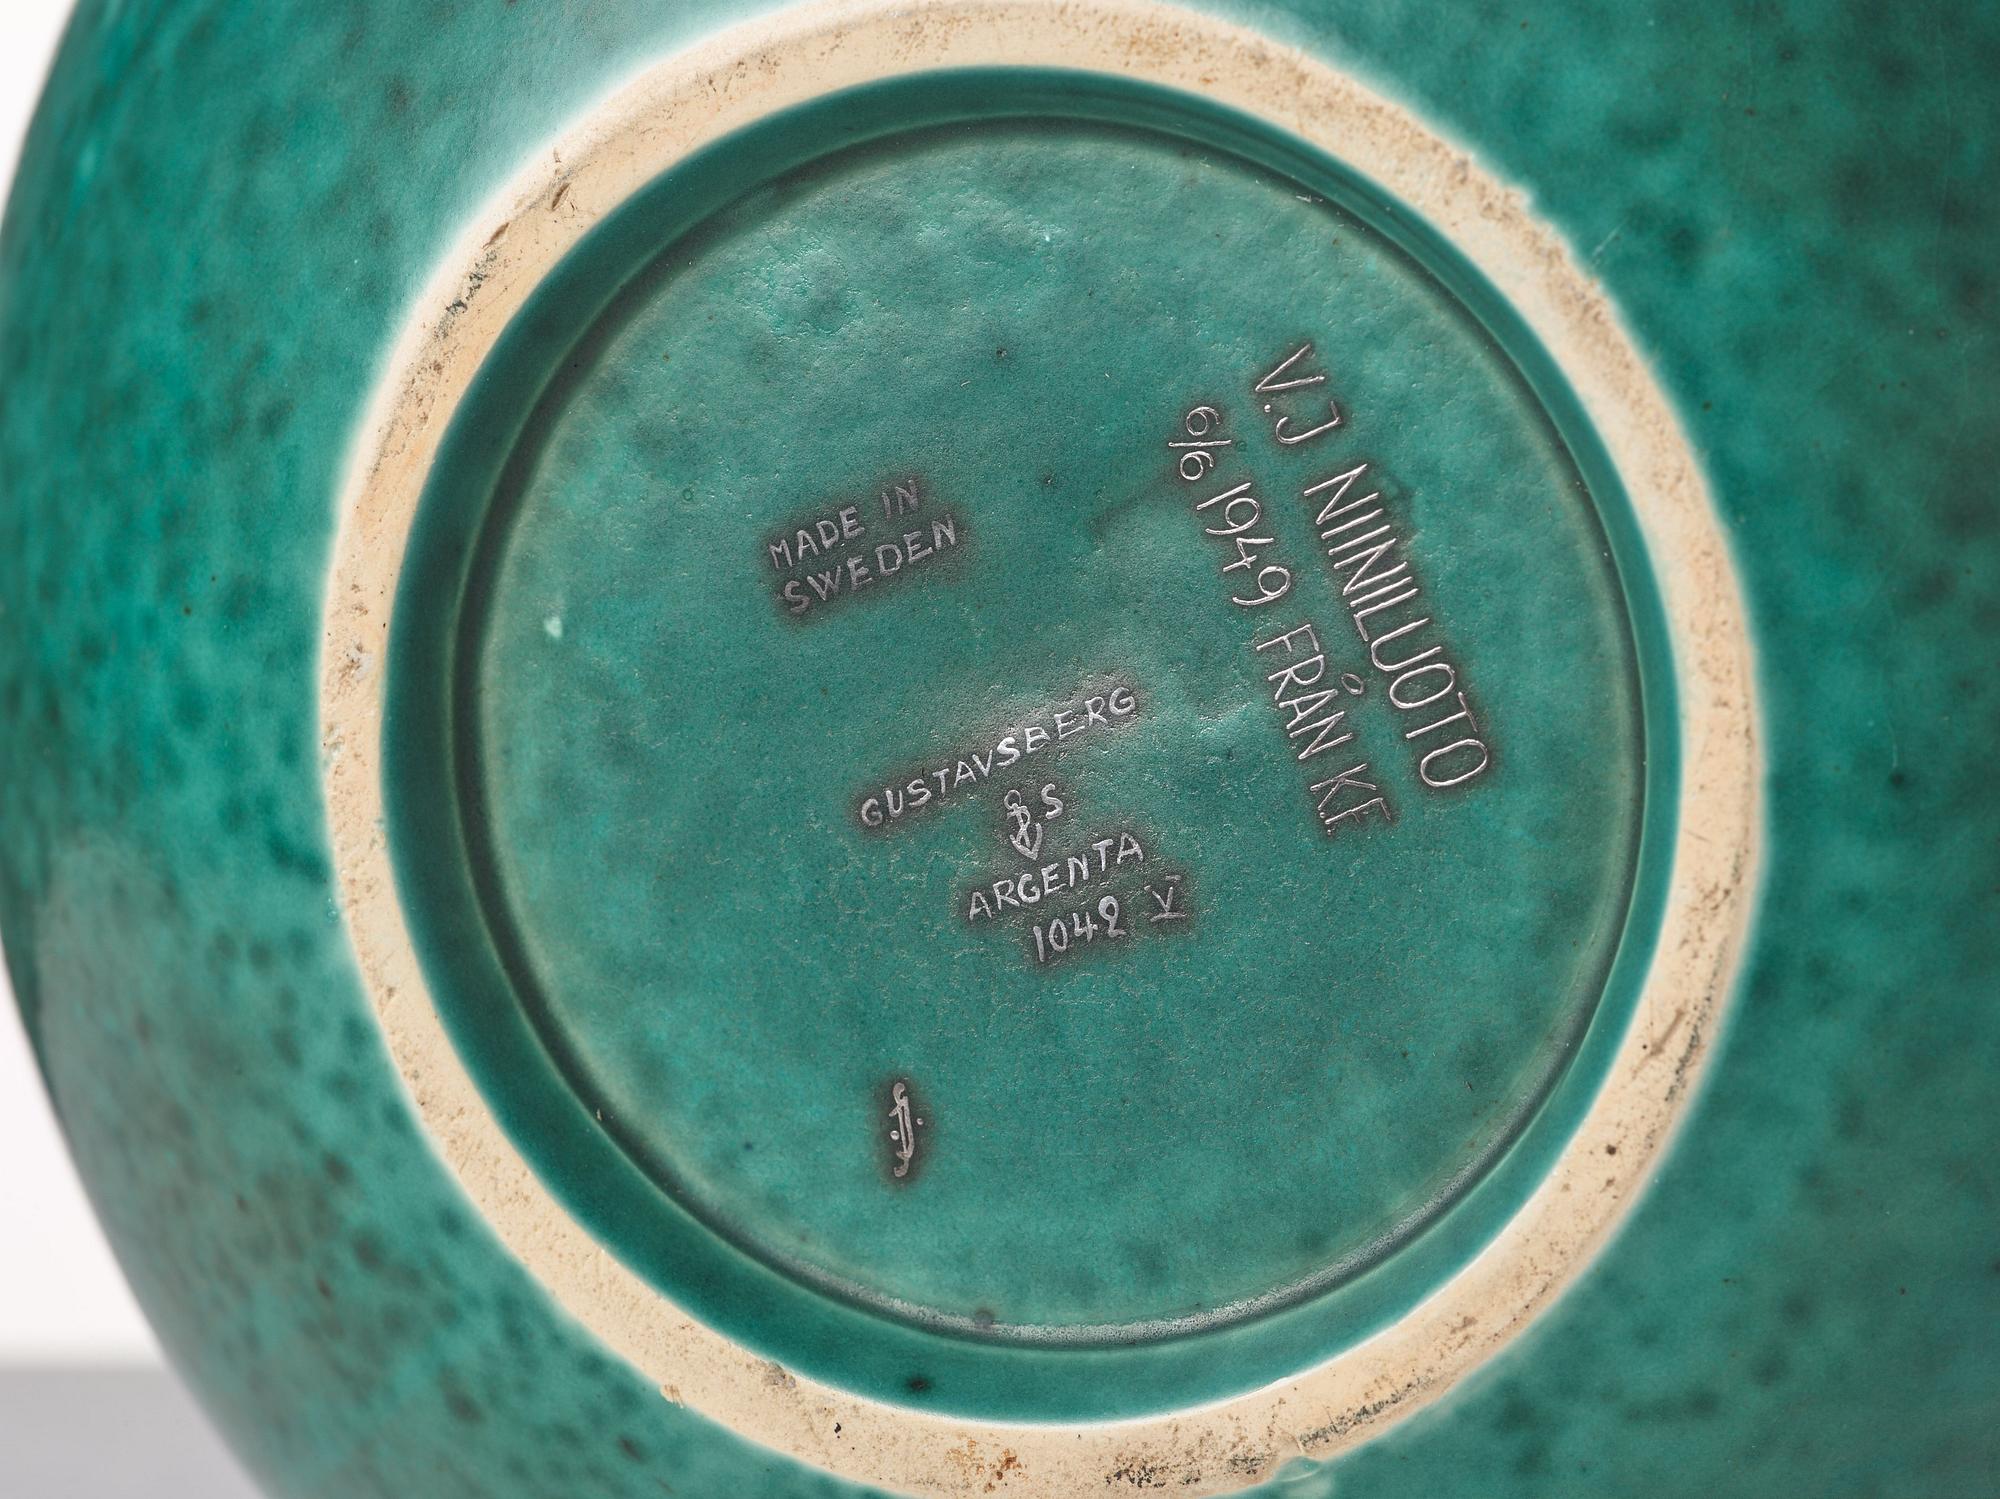 MADE IN
SWEDEN
GUSTAVSBERG
S
ARGENTA
1042 V
V.J NIINILUOTO
6/6 1949 FRÅN K.F.